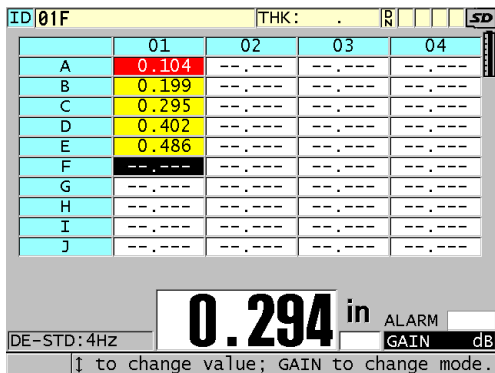 ID 01F THK: . DN SD
01 02 03 04
A 0.104 --.--- --.--- --.---
B 0.199 --.--- --.--- --.---
C 0.295 --.--- --.--- --.---
D 0.402 --.--- --.--- --.---
E 0.486 --.--- --.--- --.---
F --.--- --.--- --.--- --.---
G --.--- --.--- --.--- --.---
H --.--- --.--- --.--- --.---
I --.--- --.--- --.--- --.---
J --.--- --.--- --.--- --.---
0.294 in
ALARM
DE-STD:4Hz GAIN dB
↕ to change value; GAIN to change mode.